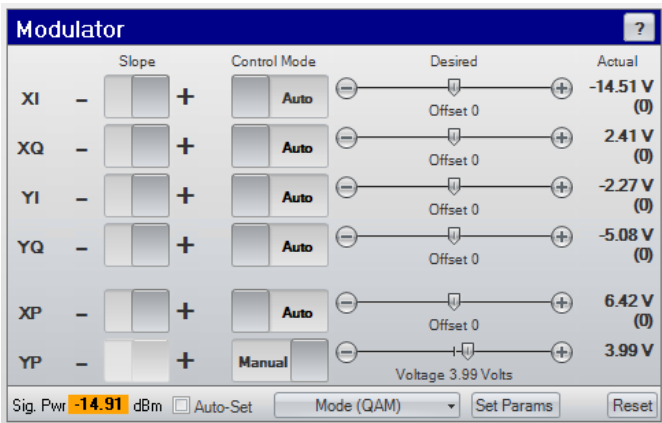 Modulator ?
Slope Control Mode Desired Actual
XI – + Auto -14.51 V
Offset 0 (0)
XQ – + Auto 2.41 V
Offset 0 (0)
YI – + Auto -2.27 V
Offset 0 (0)
YQ – + Auto -5.08 V
Offset 0 (0)
XP – + Auto 6.42 V
Offset 0 (0)
YP – + Manual 3.99 V
Voltage 3.99 Volts
Sig. Pwr -14.91 dBm Auto-Set Mode (QAM) Set Params Reset